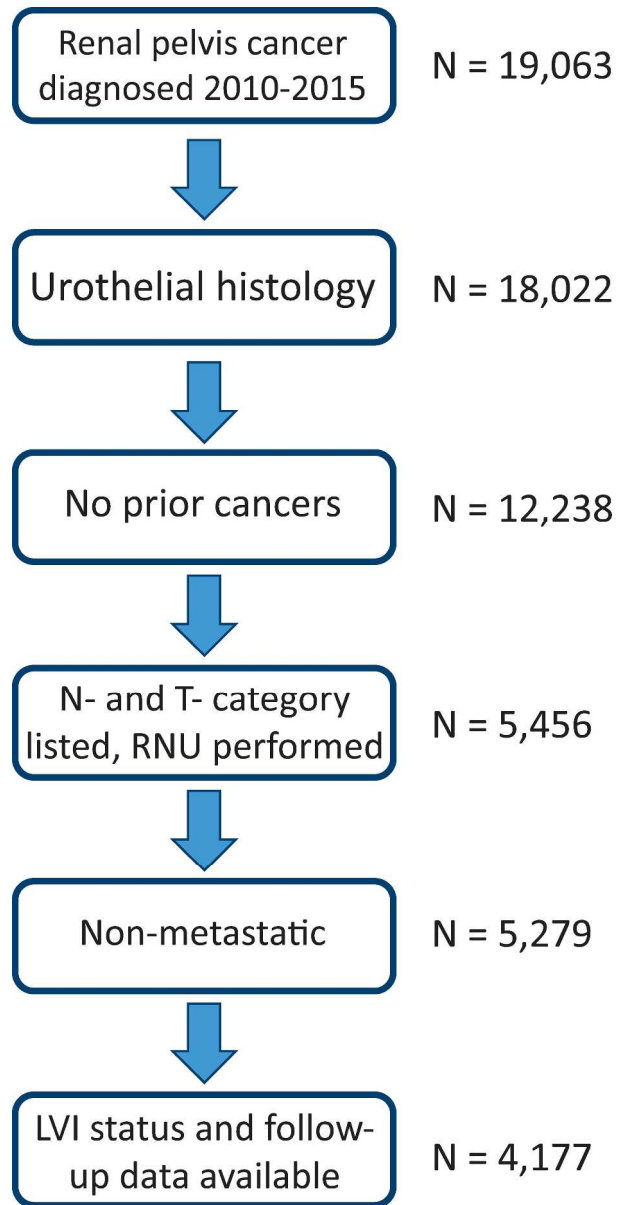 Renal pelvis cancer
diagnosed 2010-2015
N = 19,063
Urothelial histology
N = 18,022
No prior cancers
N = 12,238
N- and T- category
listed, RNU performed
N = 5,456
Non-metastatic
N = 5,279
LVI status and follow-
up data available
N = 4,177